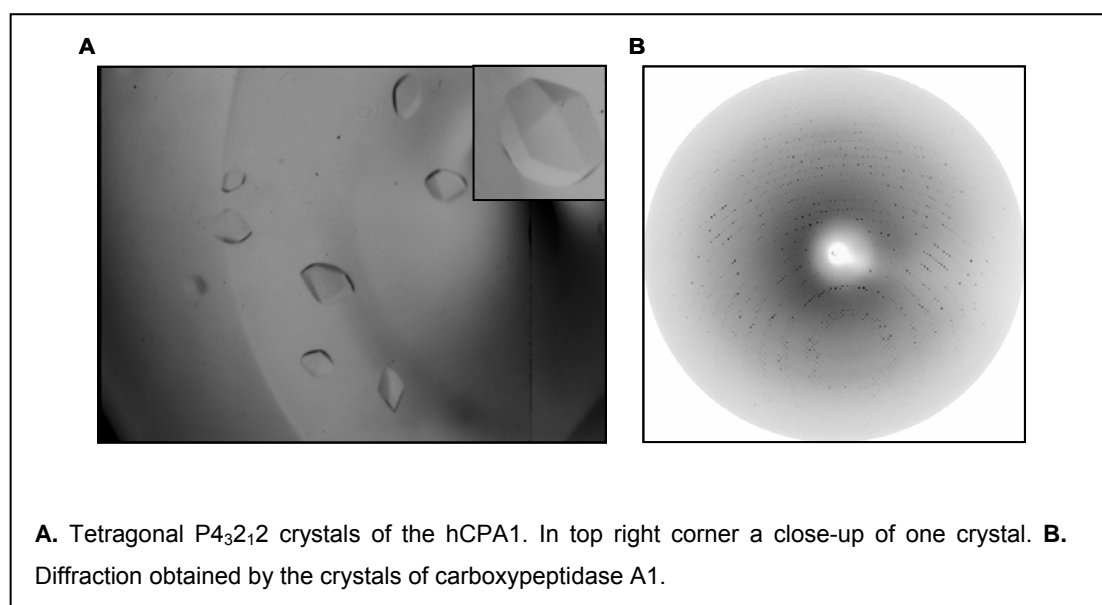 A
B
A. Tetragonal P4₃2₁2 crystals of the hCPA1. In top right corner a close-up of one crystal. B.
Diffraction obtained by the crystals of carboxypeptidase A1.